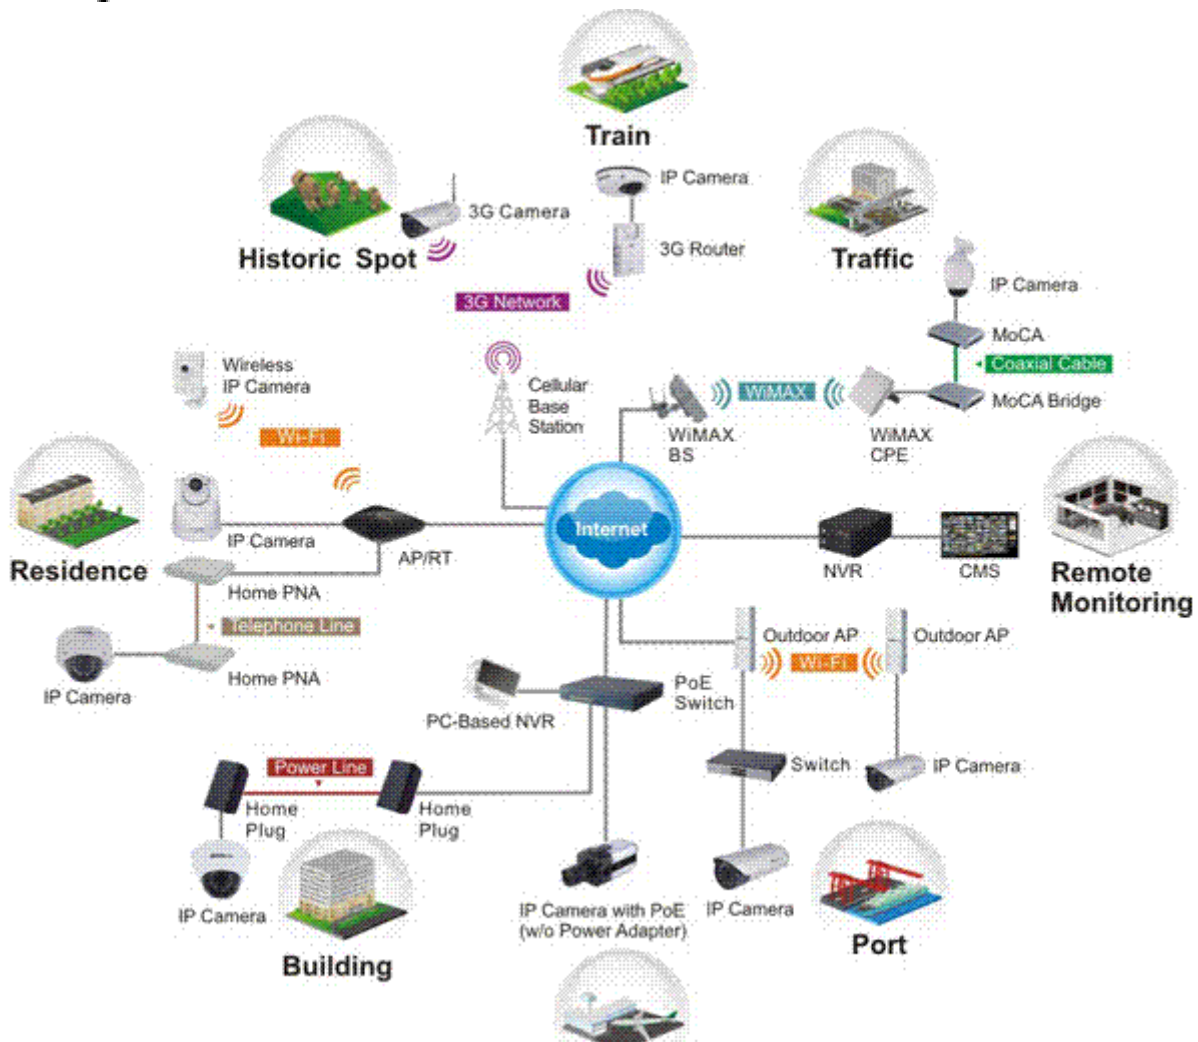 Train
IP Camera
3G Camera
3G Router
Historic Spot
Traffic
IP Camera
3G Network
MoCA
Coaxial Cable
Wireless
IP Camera
Cellular
Base
Station
WiMAX
MoCA Bridge
Wi-Fi
WiMAX
BS
WiMAX
CPE
Internet
IP Camera
AP/RT
NVR
CMS
Residence
Remote
Monitoring
Home PNA
Telephone Line
Outdoor AP
Outdoor AP
Wi-Fi
Home PNA
IP Camera
PoE
Switch
PC-Based NVR
Power Line
Switch
IP Camera
Home
Plug
Home
Plug
IP Camera
IP Camera with PoE
(w/o Power Adapter)
IP Camera
Port
Building